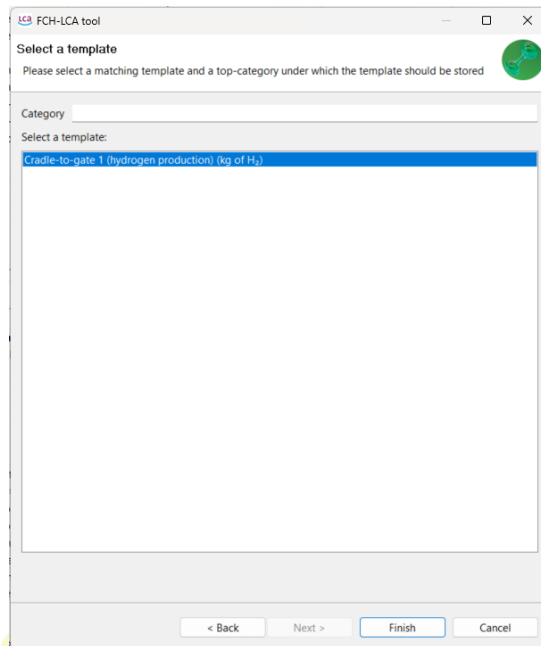 LCA FCH-LCA tool
Select a template
Please select a matching template and a top-category under which the template should be stored
Category
Select a template:
Cradle-to-gate 1 (hydrogen production) (kg of H₂)
< Back Next > Finish Cancel